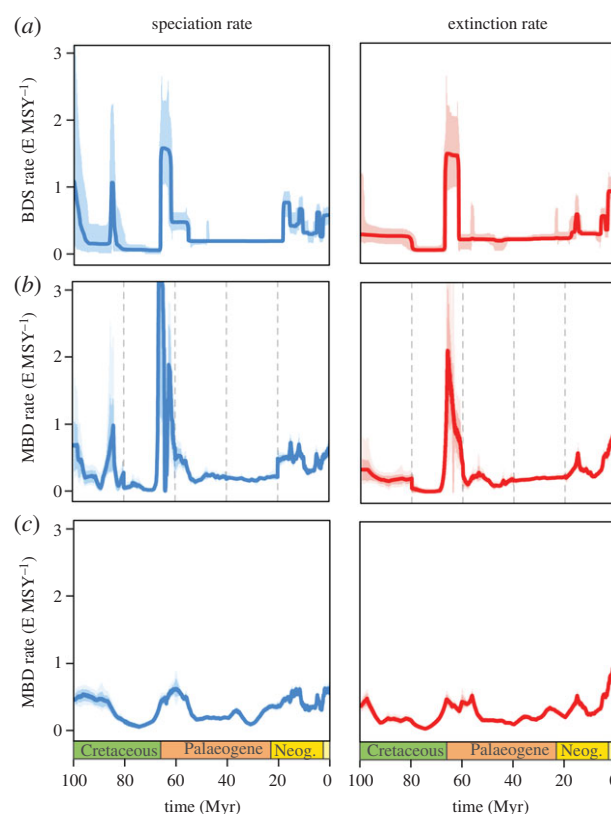 (a) speciation rate extinction rate
BDS rate (E MSY⁻¹)
3
2
1
0
(b)
MBD rate (E MSY⁻¹)
3
2
1
0
(c)
MBD rate (E MSY⁻¹)
3
2
1
0
Cretaceous Palaeogene Neog. Cretaceous Palaeogene Neog.
100 80 60 40 20 0 100 80 60 40 20 0
time (Myr) time (Myr)